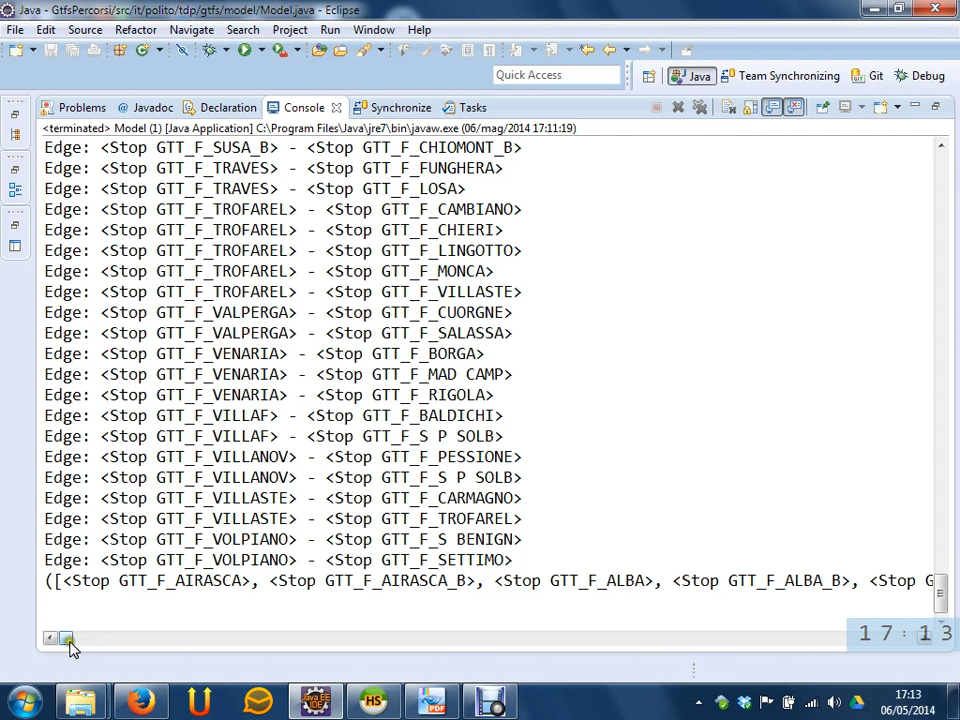 Java - GtfsPercorsi/src/it/polito/tdp/gtfs/model/Model.java - Eclipse
File Edit Source Refactor Navigate Search Project Run Window Help
Quick Access Java Team Synchronizing Git Debug
Problems Javadoc Declaration Console Synchronize Tasks
<terminated> Model (1) [Java Application] C:\Program Files\Java\jre7\bin\javaw.exe (06/mag/2014 17:11:19)
Edge: <Stop GTT_F_SUSA_B> - <Stop GTT_F_CHIOMONT_B>
Edge: <Stop GTT_F_TRAVES> - <Stop GTT_F_FUNGHERA>
Edge: <Stop GTT_F_TRAVES> - <Stop GTT_F_LOSA>
Edge: <Stop GTT_F_TROFAREL> - <Stop GTT_F_CAMBIANO>
Edge: <Stop GTT_F_TROFAREL> - <Stop GTT_F_CHIERI>
Edge: <Stop GTT_F_TROFAREL> - <Stop GTT_F_LINGOTTO>
Edge: <Stop GTT_F_TROFAREL> - <Stop GTT_F_MONCA>
Edge: <Stop GTT_F_TROFAREL> - <Stop GTT_F_VILLASTE>
Edge: <Stop GTT_F_VALPERGA> - <Stop GTT_F_CUORGNE>
Edge: <Stop GTT_F_VALPERGA> - <Stop GTT_F_SALASSA>
Edge: <Stop GTT_F_VENARIA> - <Stop GTT_F_BORGA>
Edge: <Stop GTT_F_VENARIA> - <Stop GTT_F_MAD CAMP>
Edge: <Stop GTT_F_VENARIA> - <Stop GTT_F_RIGOLA>
Edge: <Stop GTT_F_VILLAF> - <Stop GTT_F_BALDICHI>
Edge: <Stop GTT_F_VILLAF> - <Stop GTT_F_S P SOLB>
Edge: <Stop GTT_F_VILLANOV> - <Stop GTT_F_PESSIONE>
Edge: <Stop GTT_F_VILLANOV> - <Stop GTT_F_S P SOLB>
Edge: <Stop GTT_F_VILLASTE> - <Stop GTT_F_CARMAGNO>
Edge: <Stop GTT_F_VILLASTE> - <Stop GTT_F_TROFAREL>
Edge: <Stop GTT_F_VOLPIANO> - <Stop GTT_F_S BENIGN>
Edge: <Stop GTT_F_VOLPIANO> - <Stop GTT_F_SETTIMO>
([<Stop GTT_F_AIRASCA>, <Stop GTT_F_AIRASCA_B>, <Stop GTT_F_ALBA>, <Stop GTT_F_ALBA_B>, <Stop G
17:13
Java EE IDE HS PDF 17:13
06/05/2014